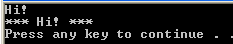 Hi!
*** Hi! ***
Press any key to continue . .